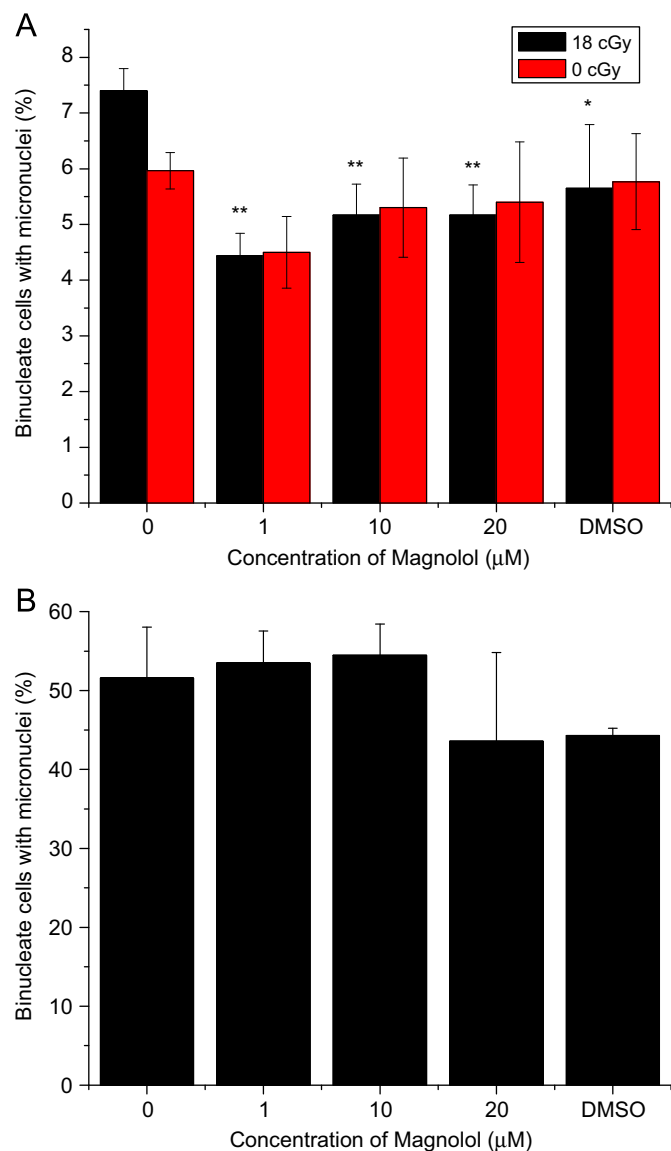 A
18 cGy
0 cGy
8
7
6
5
4
3
2
1
0
Binucleate cells with micronuclei (%)
**
**
**
*
0 1 10 20 DMSO
Concentration of Magnolol (μM)
B
60
50
40
30
20
10
0
Binucleate cells with micronuclei (%)
0 1 10 20 DMSO
Concentration of Magnolol (μM)